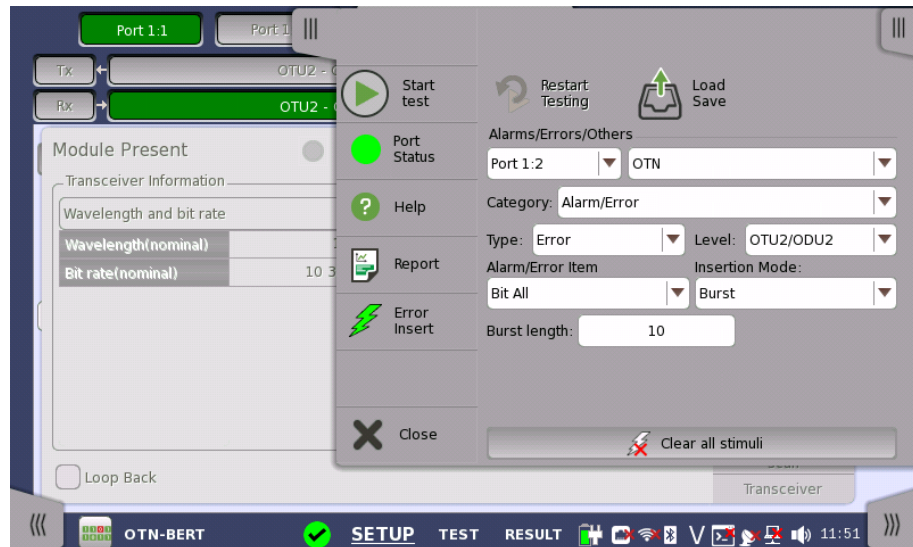 Port 1:1
Port 1
Tx
OTU2 -
Rx
OTU2 -
Module Present
Transceiver Information
Wavelength and bit rate
Wavelength(nominal)
Bit rate(nominal)
10 3
Loop Back
Start
test
Port
Status
? Help
Report
Error
Insert
Close
Restart
Testing
Load
Save
Alarms/Errors/Others
Port 1:2
OTN
Category: Alarm/Error
Type: Error
Level: OTU2/ODU2
Alarm/Error Item
Insertion Mode:
Bit All
Burst
Burst length: 10
Clear all stimuli
Transceiver
OTN-BERT
SETUP TEST RESULT
11:51